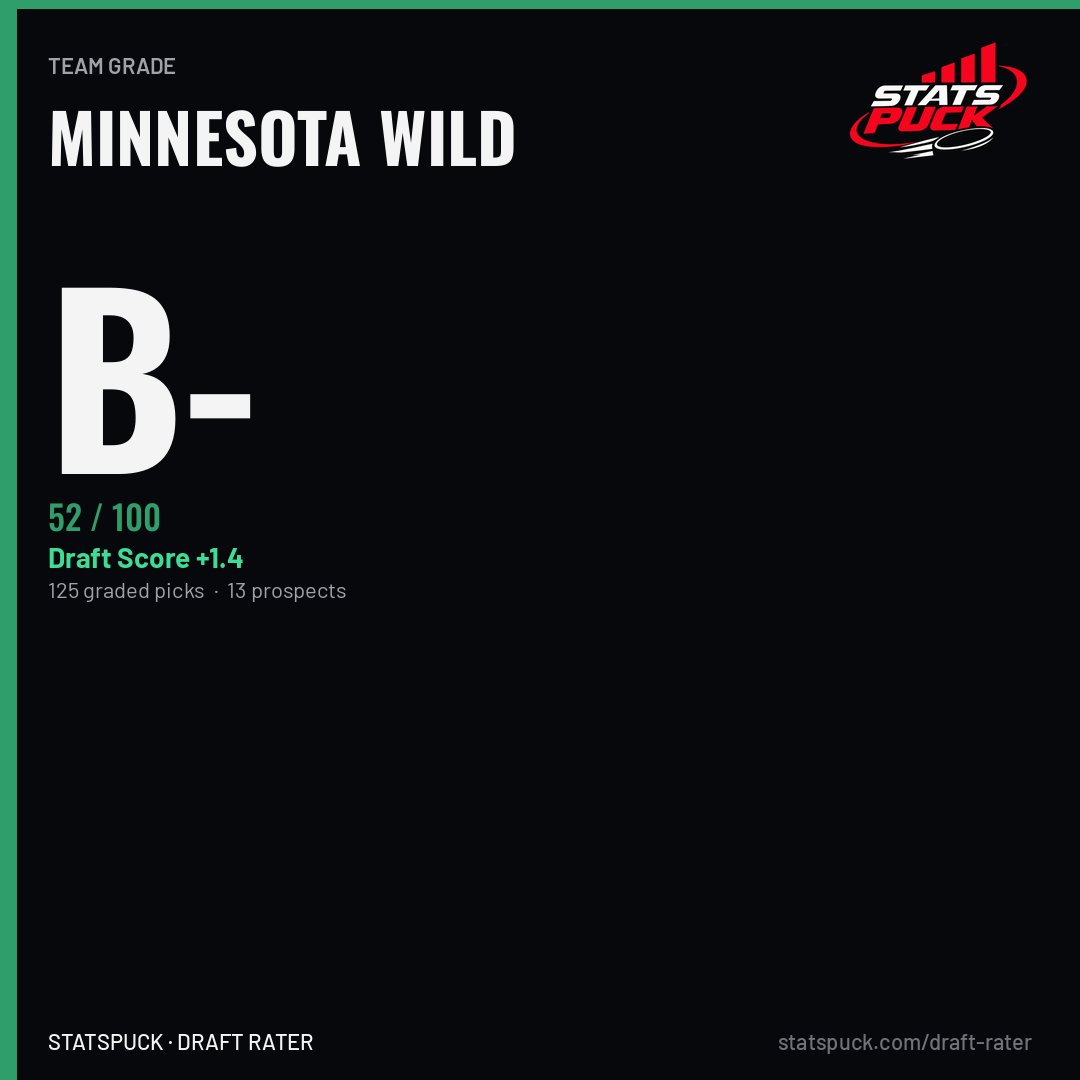 TEAM GRADE
MINNESOTA WILD
STATS
PUCK
B-
52 / 100
Draft Score +1.4
125 graded picks · 13 prospects
STATSPUCK · DRAFT RATER
statspuck.com/draft-rater